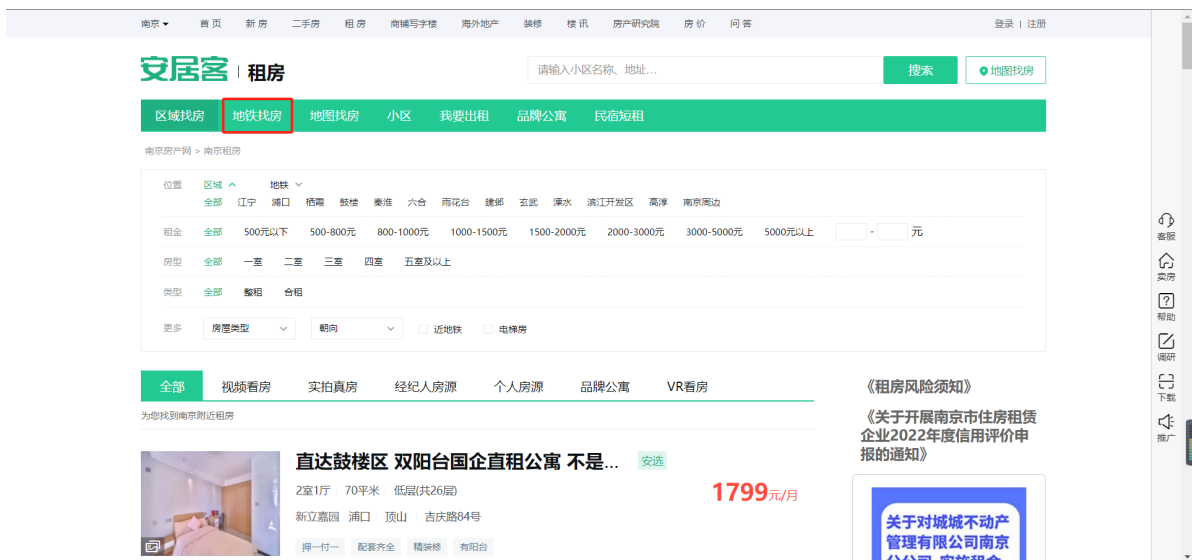 南京 首页 新房 二手房 租房 商铺写字楼 海外地产 装修 楼讯 房产研究院 房价 问答 登录 | 注册
安居客 | 租房 请输入小区名称、地址... 搜索 地图找房
区域找房 地铁找房 地图找房 小区 我要出租 品牌公寓 民宿短租
南京房产网 > 南京租房
位置 区域 地铁
全部 江宁 浦口 栖霞 鼓楼 秦淮 六合 雨花台 建邺 玄武 溧水 滨江开发区 高淳 南京周边
租金 全部 500元以下 500-800元 800-1000元 1000-1500元 1500-2000元 2000-3000元 3000-5000元 5000元以上 - 元
房型 全部 一室 二室 三室 四室 五室及以上
类型 全部 整租 合租
更多 房屋类型 朝向 近地铁 电梯房
全部 视频看房 实拍真房 经纪人房源 个人房源 品牌公寓 VR看房
为您找到南京附近租房
直达鼓楼区 双阳台国企直租公寓 不是... 安选
2室1厅 70平米 低层(共26层)
1799元/月
新立嘉园 浦口 顶山 吉庆路84号
押一付一 配套齐全 精装修 有阳台
《租房风险须知》
《关于开展南京市住房租赁
企业2022年度信用评价申
报的通知》
关于对城城不动产
管理有限公司南京
客服
卖房
帮助
调研
下载
推广